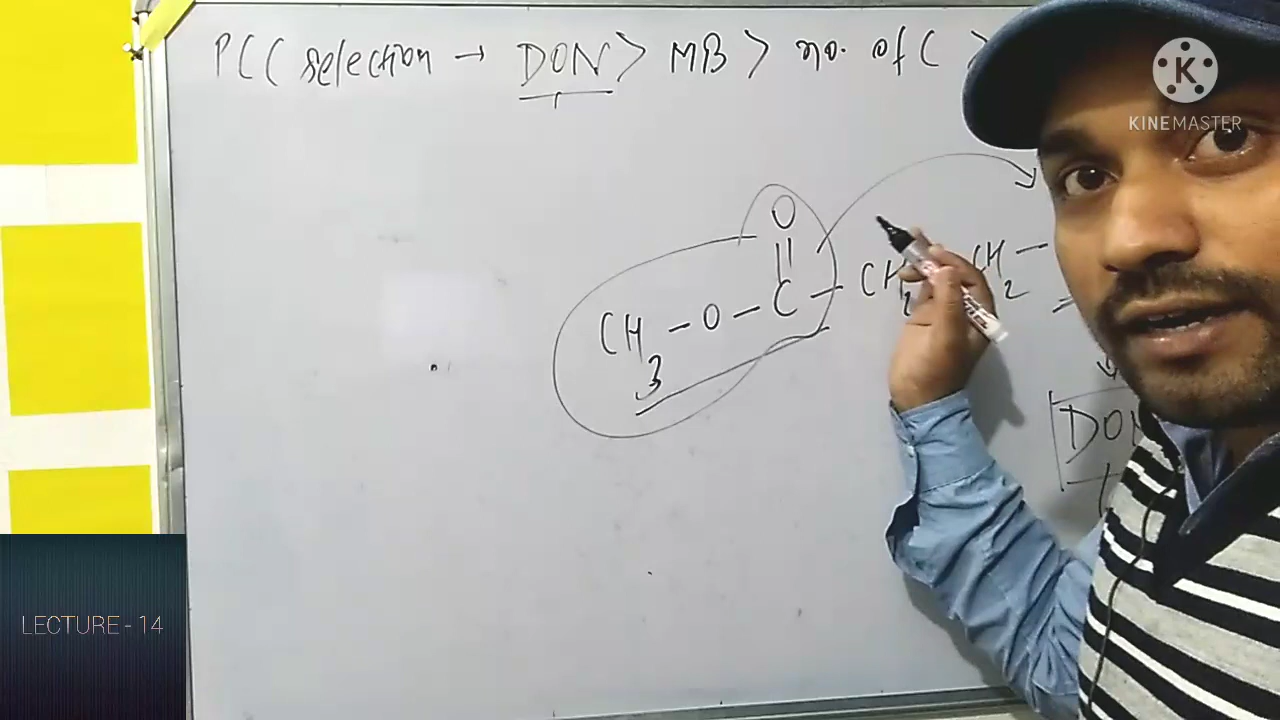 PCC selection → DON > MB > no. of C >
K
KINEMASTER
O
||
CH3 - O - C - CH2 CH2 -
DON
LECTURE - 14